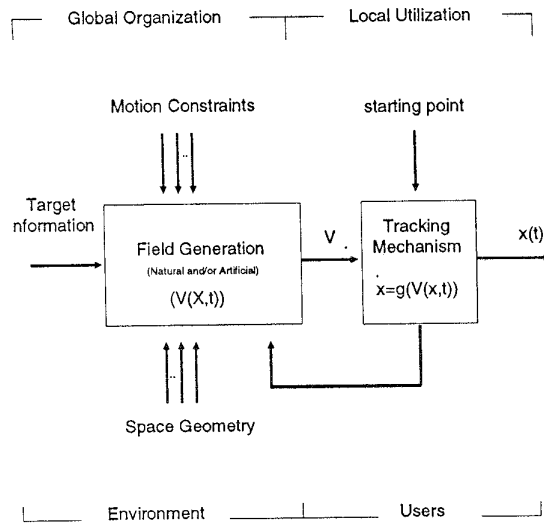 Global Organization
Local Utilization
Motion Constraints
starting point
Target
nformation
Field Generation
(Natural and/or Artificial)
(V(X,t))
V
Tracking
Mechanism
ẋ=g(V(x,t))
x(t)
Space Geometry
Environment
Users